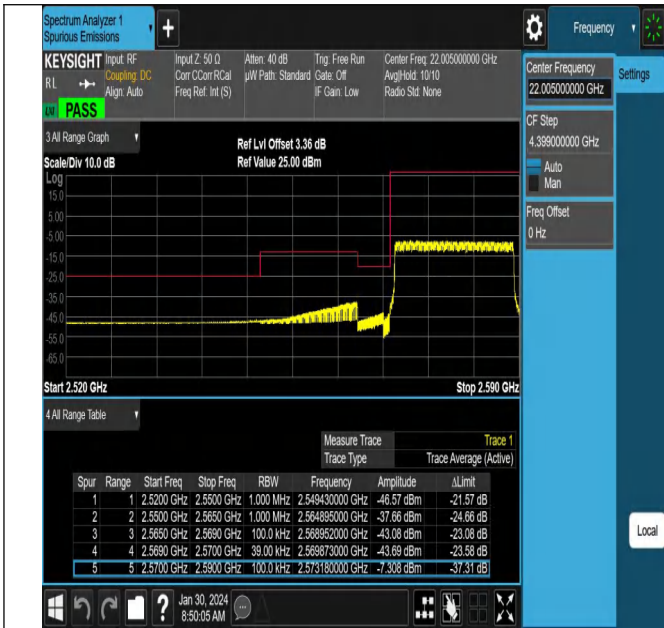 Spectrum Analyzer 1
Spurious Emissions
+
Frequency
KEYSIGHT
RL
Input: RF
Coupling: DC
Align: Auto
Input Z: 50 Ω
Corr CCorr RCal
Freq Ref: Int (S)
Atten: 40 dB
µW Path: Standard
Trig: Free Run
Gate: Off
IF Gain: Low
Center Freq: 22.005000000 GHz
Avg|Hold: 10/10
Radio Std: None
PASS
Center Frequency
22.005000000 GHz
Settings
CF Step
4.399000000 GHz
Auto
Man
Freq Offset
0 Hz
3 All Range Graph
Scale/Div 10.0 dB
Ref Lvl Offset 3.36 dB
Ref Value 25.00 dBm
Log
15.0
5.00
-5.00
-15.0
-25.0
-35.0
-45.0
-55.0
-65.0
Start 2.520 GHz
Stop 2.590 GHz
4 All Range Table
Measure Trace Trace 1
Trace Type Trace Average (Active)
Spur Range Start Freq Stop Freq RBW Frequency Amplitude ΔLimit
1 1 2.5200 GHz 2.5500 GHz 1.000 MHz 2.549430000 GHz -46.57 dBm -21.57 dB
2 2 2.5500 GHz 2.5650 GHz 1.000 MHz 2.564895000 GHz -37.66 dBm -24.66 dB
3 3 2.5650 GHz 2.5690 GHz 100.0 kHz 2.568952000 GHz -43.08 dBm -23.08 dB
4 4 2.5690 GHz 2.5700 GHz 39.00 kHz 2.569873000 GHz -43.69 dBm -23.58 dB
5 5 2.5700 GHz 2.5900 GHz 100.0 kHz 2.573180000 GHz -7.308 dBm -37.31 dB
Local
?
Jan 30, 2024
8:50:05 AM